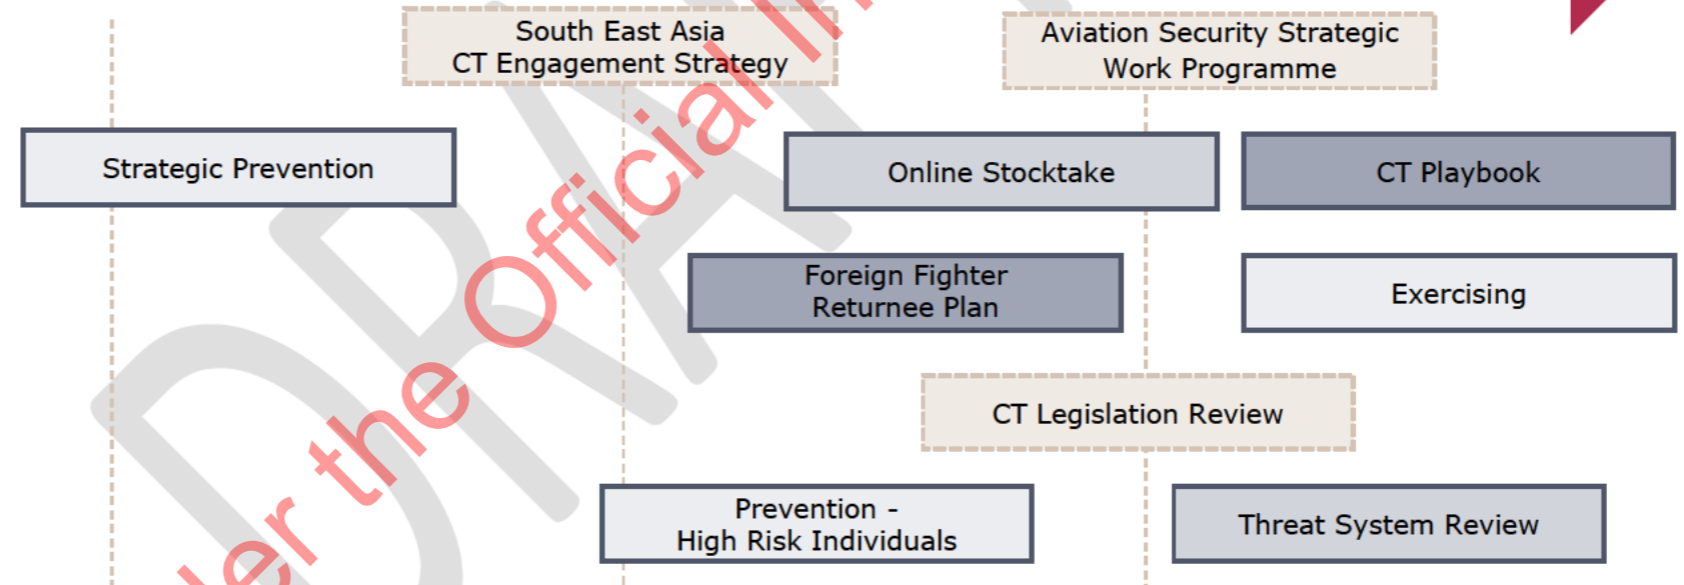 South East Asia
CT Engagement Strategy
Aviation Security Strategic
Work Programme
Strategic Prevention
Online Stocktake
CT Playbook
Foreign Fighter
Returnee Plan
Exercising
CT Legislation Review
Prevention -
High Risk Individuals
Threat System Review
the Official